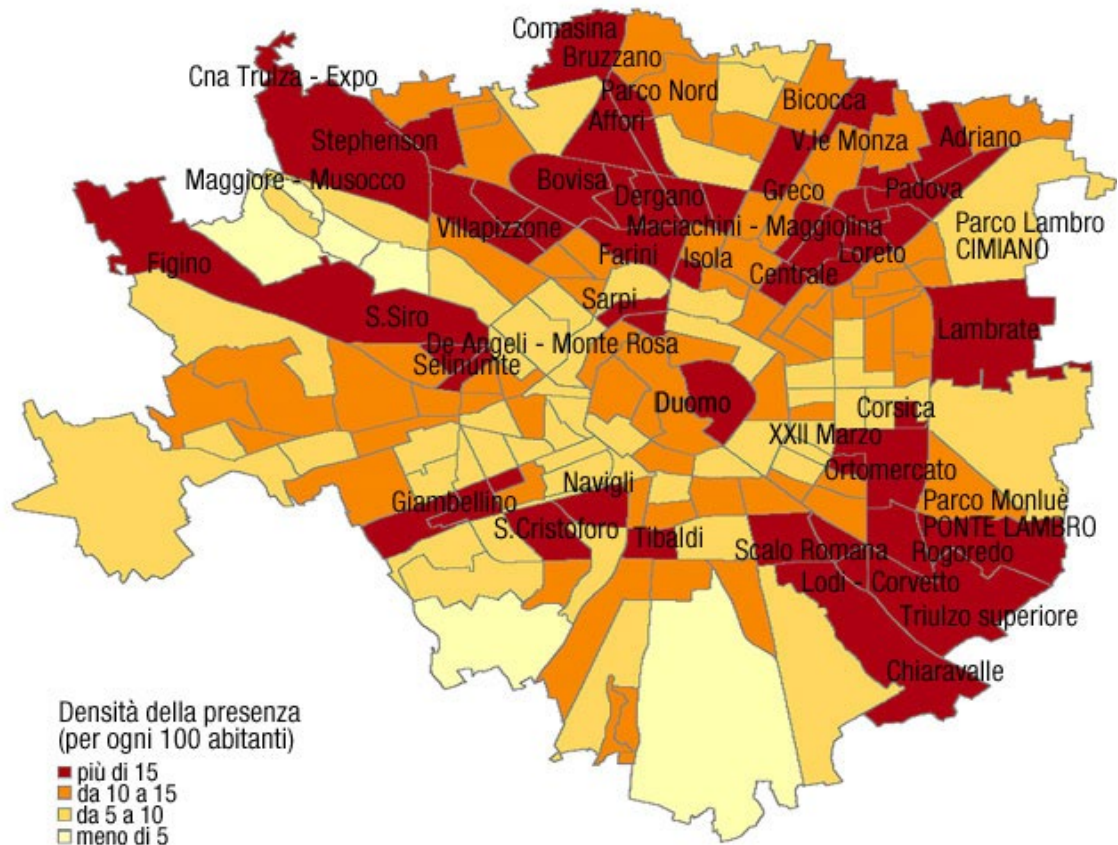 Comasina
Bruzzano
Cna Trulza - Expo
Parco Nord
Bicocca
Affori
Stephenson
V.le Monza
Adriano
Maggiore - Musocco
Bovisa
Dergano
Greco
Padova
Villapizzone
Maciachini - Maggiolina
Parco Lambro
CIMIANO
Farini
Isola
Loreto
Figino
Centrale
Sarpi
S.Siro
Lambrate
De Angeli - Monte Rosa
Selinumte
Duomo
Corsica
XXII Marzo
Ortomercato
Navigli
Giambellino
Parco Monluè
S.Cristoforo
Tibaldi
PONTE LAMBRO
Scalo Romana
Rogoredo
Lodi - Corvetto
Triulzo superiore
Chiaravalle
Densità della presenza
(per ogni 100 abitanti)
più di 15
da 10 a 15
da 5 a 10
meno di 5